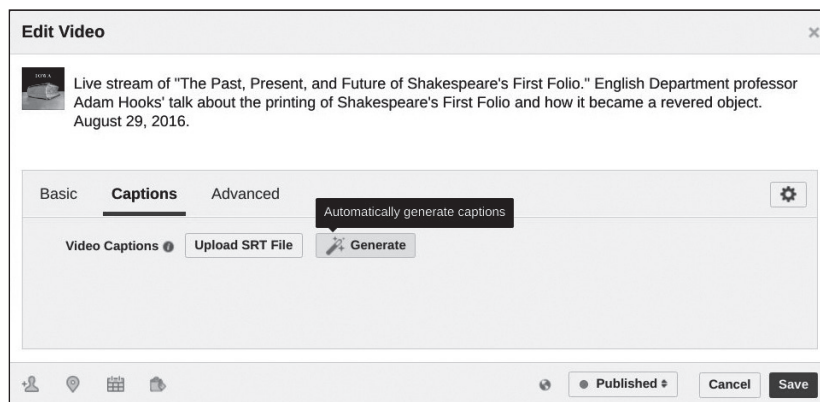 Edit Video
IOWA
Live stream of "The Past, Present, and Future of Shakespeare's First Folio." English Department professor
Adam Hooks' talk about the printing of Shakespeare's First Folio and how it became a revered object.
August 29, 2016.
Basic Captions Advanced
Automatically generate captions
Video Captions Upload SRT File Generate
Published Cancel Save